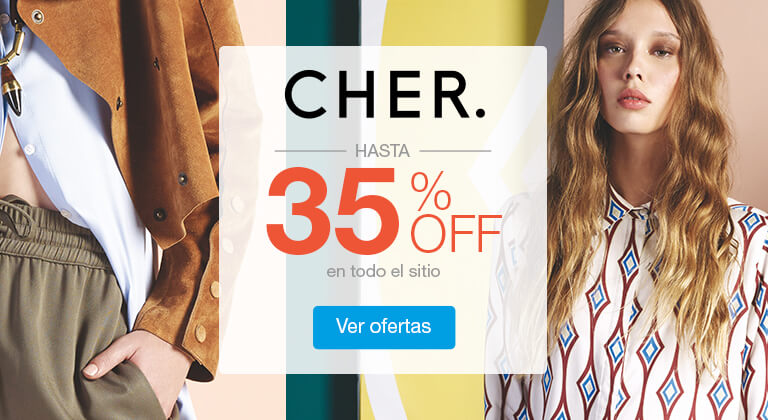 CHER.
HASTA
35% OFF
en todo el sitio
Ver ofertas